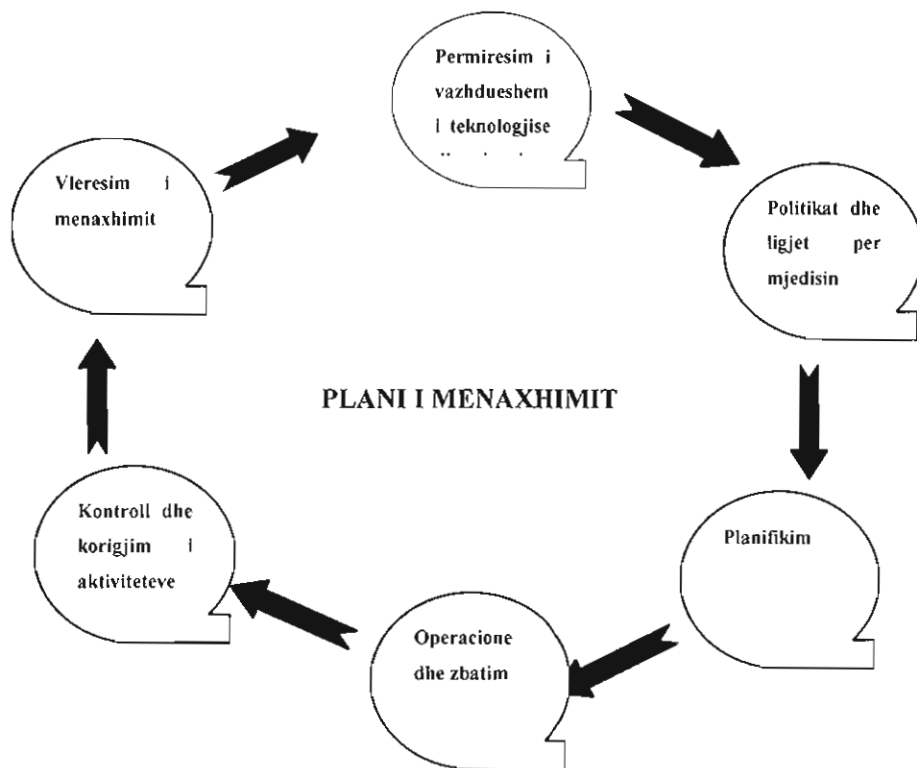 Permiresim i
vazhdueshem
i teknologjise
Politikat dhe
ligjet per
mjedisin
Planifikim
Operacione
dhe zbatim
Kontroll dhe
korigjim i
aktiviteteve
Vleresim i
menaxhimit
PLANI I MENAXHIMIT